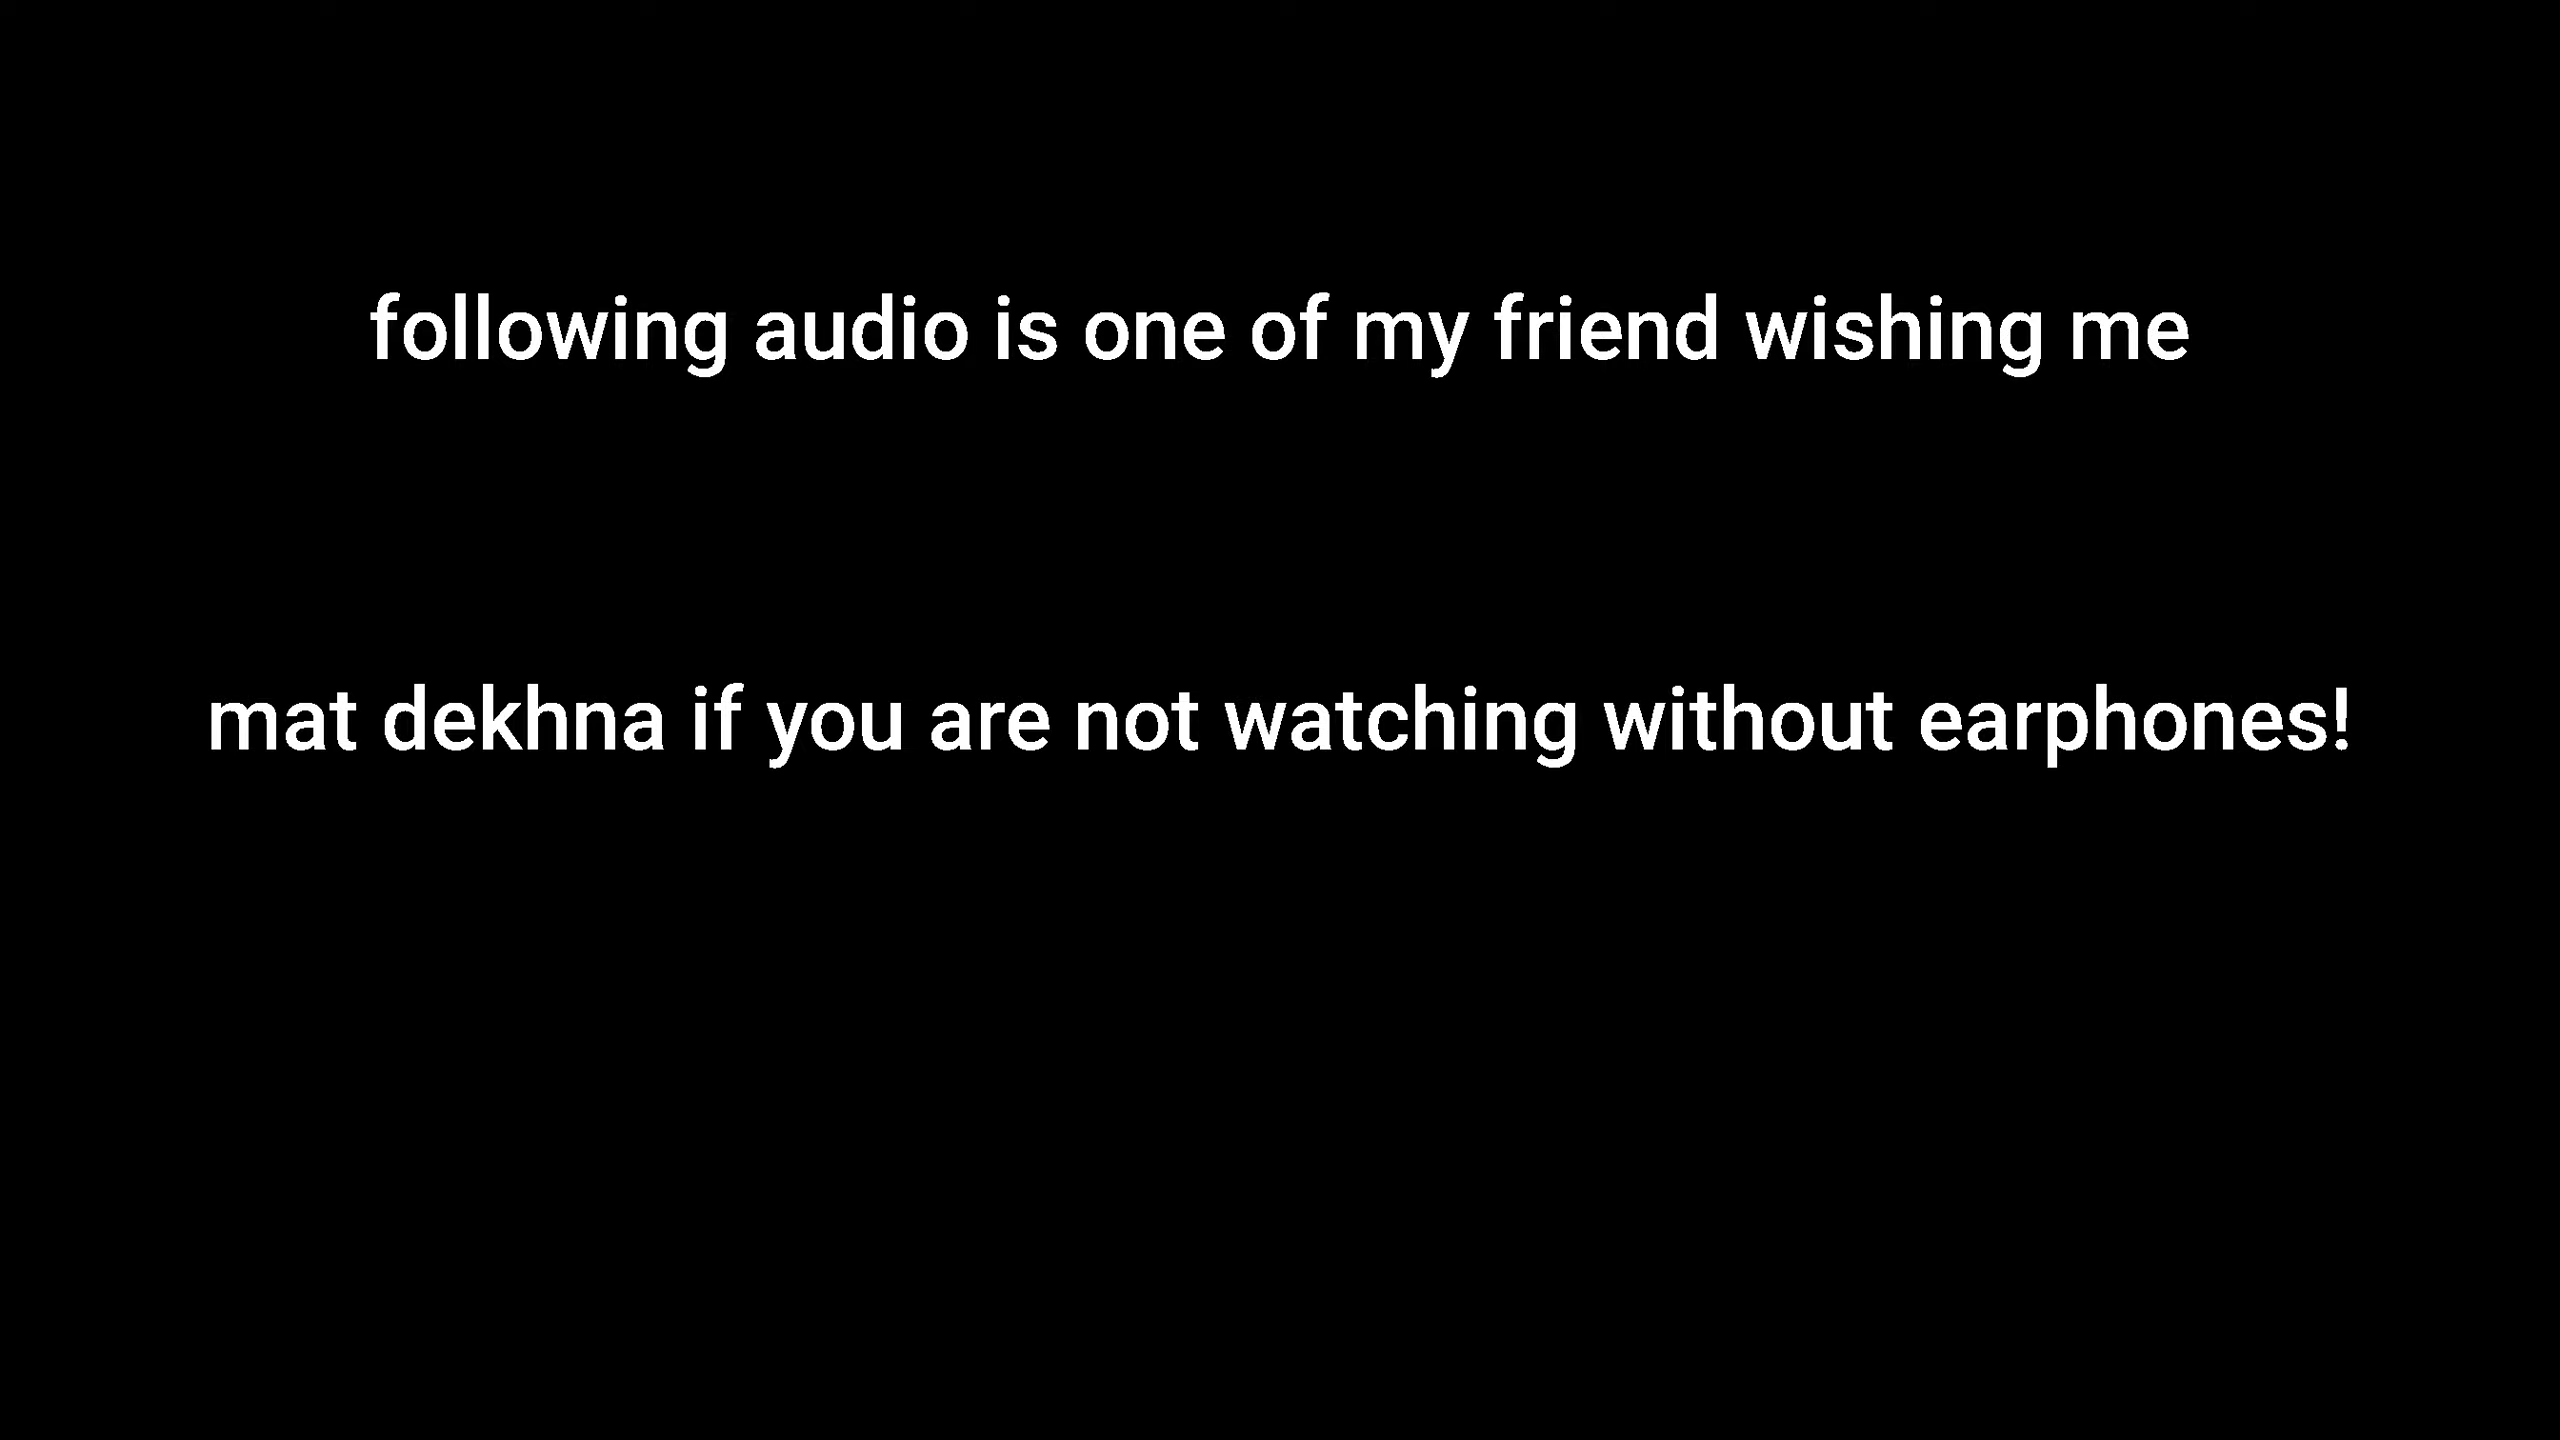 following audio is one of my friend wishing me
mat dekhna if you are not watching without earphones!